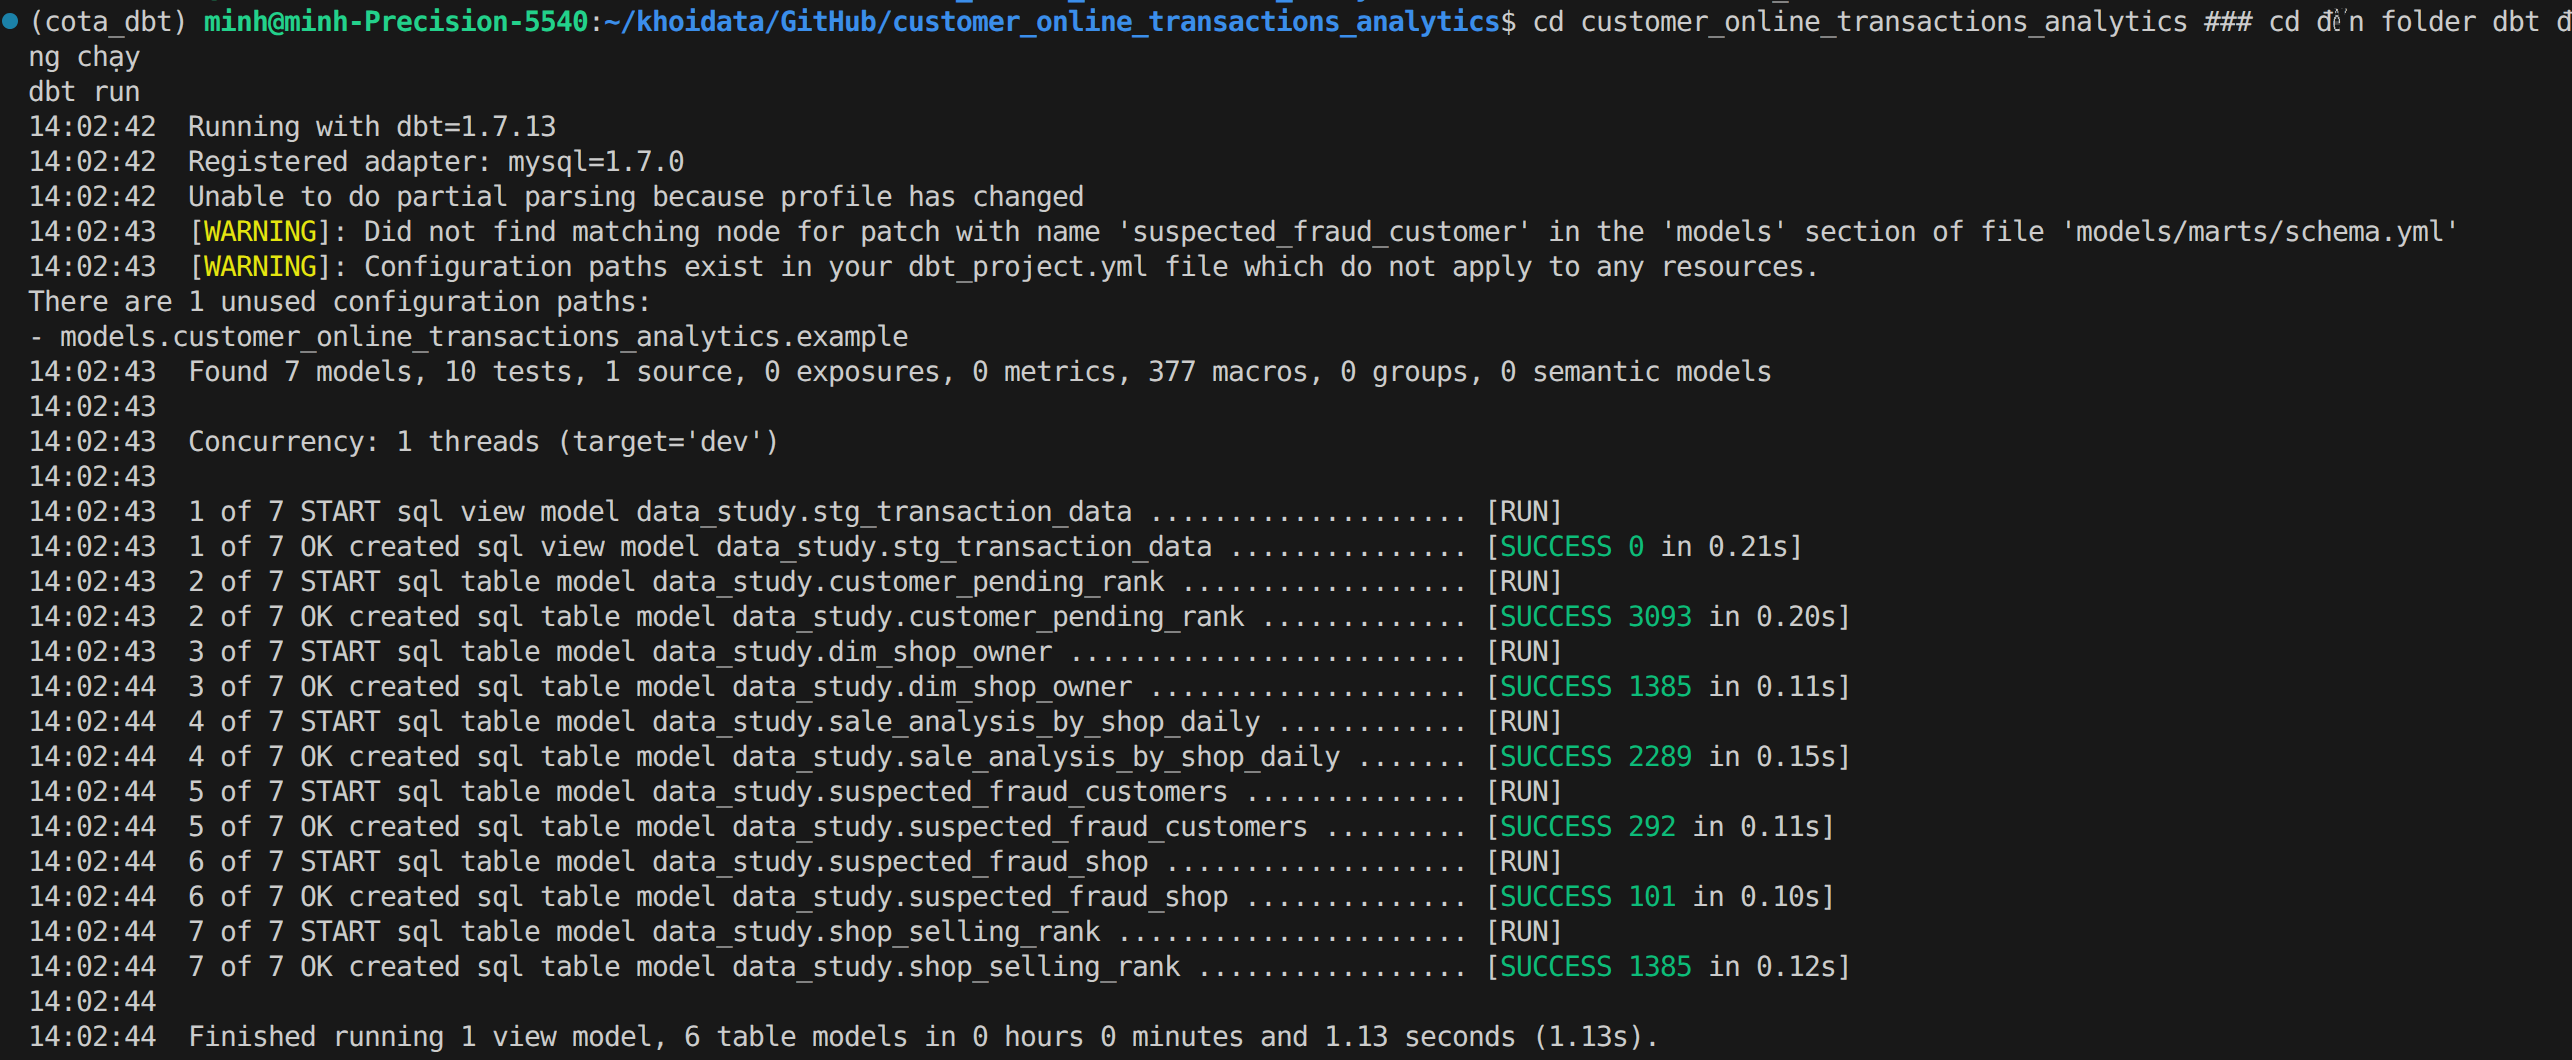 (cota_dbt) minh@minh-Precision-5540:~/khoidata/GitHub/customer_online_transactions_analytics$ cd customer_online_transactions_analytics ### cd đến folder dbt đ
ng chạy
dbt run
14:02:42  Running with dbt=1.7.13
14:02:42  Registered adapter: mysql=1.7.0
14:02:42  Unable to do partial parsing because profile has changed
14:02:43  [WARNING]: Did not find matching node for patch with name 'suspected_fraud_customer' in the 'models' section of file 'models/marts/schema.yml'
14:02:43  [WARNING]: Configuration paths exist in your dbt_project.yml file which do not apply to any resources.
There are 1 unused configuration paths:
- models.customer_online_transactions_analytics.example
14:02:43  Found 7 models, 10 tests, 1 source, 0 exposures, 0 metrics, 377 macros, 0 groups, 0 semantic models
14:02:43
14:02:43  Concurrency: 1 threads (target='dev')
14:02:43
14:02:43  1 of 7 START sql view model data_study.stg_transaction_data .................... [RUN]
14:02:43  1 of 7 OK created sql view model data_study.stg_transaction_data ............... [SUCCESS 0 in 0.21s]
14:02:43  2 of 7 START sql table model data_study.customer_pending_rank .................. [RUN]
14:02:43  2 of 7 OK created sql table model data_study.customer_pending_rank ............. [SUCCESS 3093 in 0.20s]
14:02:43  3 of 7 START sql table model data_study.dim_shop_owner ......................... [RUN]
14:02:44  3 of 7 OK created sql table model data_study.dim_shop_owner .................... [SUCCESS 1385 in 0.11s]
14:02:44  4 of 7 START sql table model data_study.sale_analysis_by_shop_daily ............ [RUN]
14:02:44  4 of 7 OK created sql table model data_study.sale_analysis_by_shop_daily ....... [SUCCESS 2289 in 0.15s]
14:02:44  5 of 7 START sql table model data_study.suspected_fraud_customers .............. [RUN]
14:02:44  5 of 7 OK created sql table model data_study.suspected_fraud_customers ......... [SUCCESS 292 in 0.11s]
14:02:44  6 of 7 START sql table model data_study.suspected_fraud_shop ................... [RUN]
14:02:44  6 of 7 OK created sql table model data_study.suspected_fraud_shop .............. [SUCCESS 101 in 0.10s]
14:02:44  7 of 7 START sql table model data_study.shop_selling_rank ...................... [RUN]
14:02:44  7 of 7 OK created sql table model data_study.shop_selling_rank ................. [SUCCESS 1385 in 0.12s]
14:02:44
14:02:44  Finished running 1 view model, 6 table models in 0 hours 0 minutes and 1.13 seconds (1.13s).